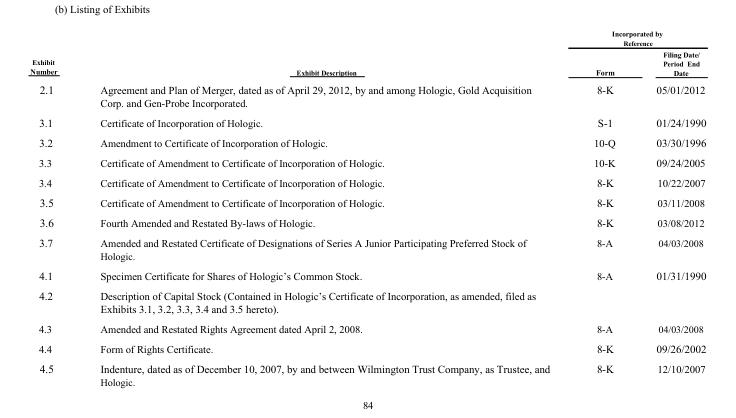 (b) Listing of Exhibits
Incorporated by
Reference
Exhibit
Number
Exhibit Description
Form
Filing Date/
Period End
Date
2.1 Agreement and Plan of Merger, dated as of April 29, 2012, by and among Hologic, Gold Acquisition 8-K 05/01/2012
Corp. and Gen-Probe Incorporated.
3.1 Certificate of Incorporation of Hologic. S-1 01/24/1990
3.2 Amendment to Certificate of Incorporation of Hologic. 10-Q 03/30/1996
3.3 Certificate of Amendment to Certificate of Incorporation of Hologic. 10-K 09/24/2005
3.4 Certificate of Amendment to Certificate of Incorporation of Hologic. 8-K 10/22/2007
3.5 Certificate of Amendment to Certificate of Incorporation of Hologic. 8-K 03/11/2008
3.6 Fourth Amended and Restated By-laws of Hologic. 8-K 03/08/2012
3.7 Amended and Restated Certificate of Designations of Series A Junior Participating Preferred Stock of 8-A 04/03/2008
Hologic.
4.1 Specimen Certificate for Shares of Hologic's Common Stock. 8-A 01/31/1990
4.2 Description of Capital Stock (Contained in Hologic's Certificate of Incorporation, as amended, filed as
Exhibits 3.1, 3.2, 3.3, 3.4 and 3.5 hereto).
4.3 Amended and Restated Rights Agreement dated April 2, 2008. 8-A 04/03/2008
4.4 Form of Rights Certificate. 8-K 09/26/2002
4.5 Indenture, dated as of December 10, 2007, by and between Wilmington Trust Company, as Trustee, and 8-K 12/10/2007
Hologic.
84